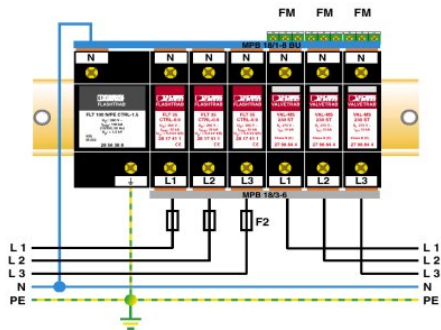 FM FM FM
MPB 18/1-8 BU
N N N N N N
FLASHTRAB FLASHTRAB FLASHTRAB FLASHTRAB VALVETRAB VALVETRAB VALVETRAB
FLT 100 N/PE CTRL-1.5
FLT 35 CTRL-0.9
FLT 35 CTRL-0.9
FLT 35 CTRL-0.9
VAL-MS 230 ST
VAL-MS 230 ST
VAL-MS 230 ST
L1 L2 L3 L1 L2 L3
MPB 18/3-6
F2
L 1 L 1
L 2 L 2
L 3 L 3
N N
PE PE